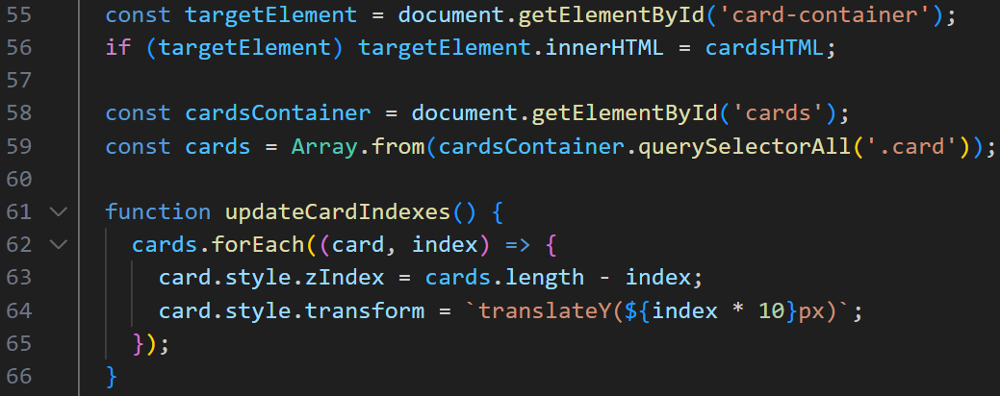 55 const targetElement = document.getElementById('card-container');
56 if (targetElement) targetElement.innerHTML = cardsHTML;
57
58 const cardsContainer = document.getElementById('cards');
59 const cards = Array.from(cardsContainer.querySelectorAll('.card'));
60
61 function updateCardIndexes() {
62   cards.forEach((card, index) => {
63     card.style.zIndex = cards.length - index;
64     card.style.transform = `translateY(${index * 10}px)`;
65   });
66 }